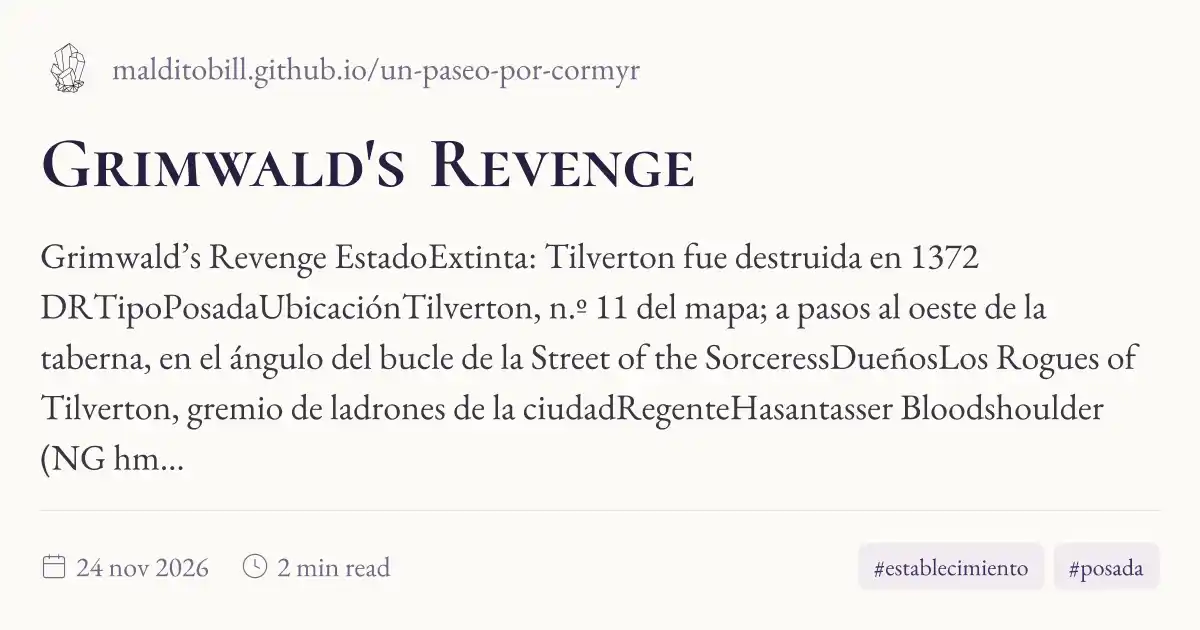 malditobill.github.io/un-paseo-por-cormyr
Grimwald's Revenge
Grimwald’s Revenge EstadoExtinta: Tilverton fue destruida en 1372
DRTipoPosadaUbicaciónTilverton, n.º 11 del mapa; a pasos al oeste de la
taberna, en el ángulo del bucle de la Street of the SorceressDueñosLos Rogues of
Tilverton, gremio de ladrones de la ciudadRegenteHasantasser Bloodshoulder
(NG hm...
24 nov 2026 2 min read #establecimiento #posada